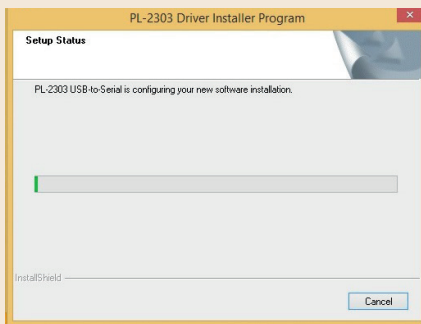 PL-2303 Driver Installer Program
Setup Status
PL-2303 USB-to-Serial is configuring your new software installation.
InstallShield
Cancel